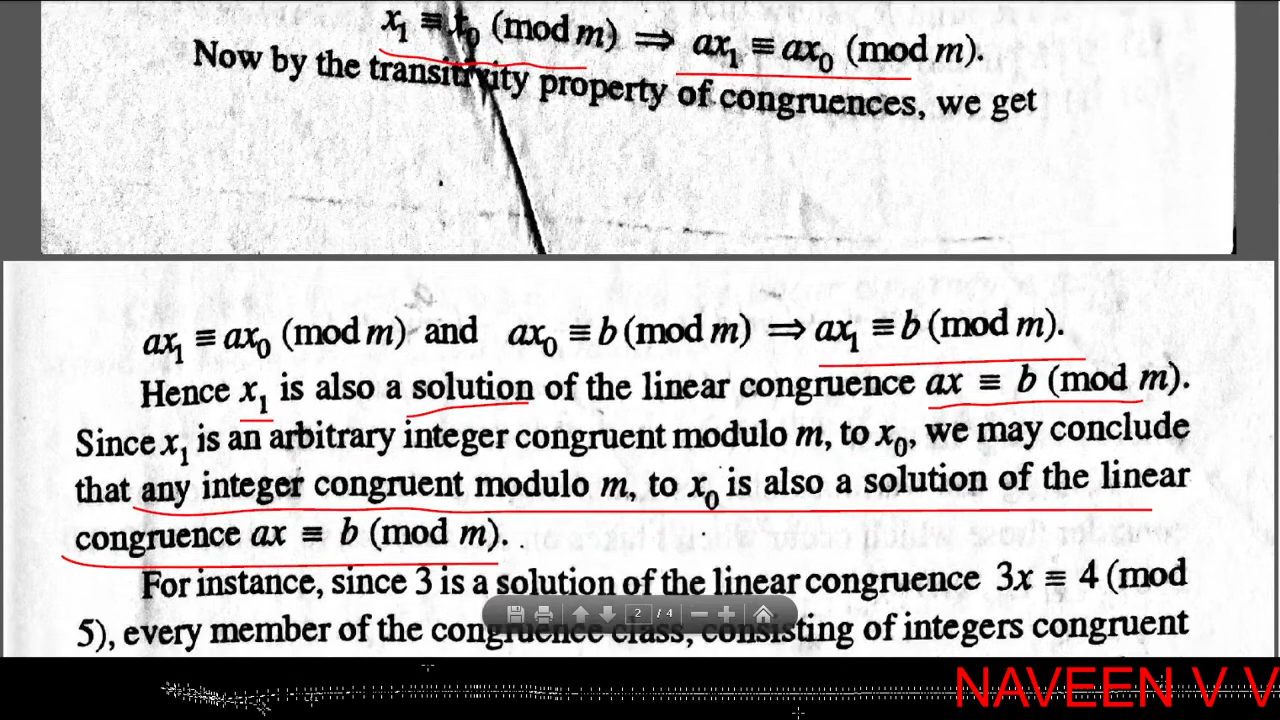 x₁ ≡ t₀ (mod m) ⟹ ax₁ ≡ ax₀ (mod m).
Now by the transitivity property of congruences, we get
ax₁ ≡ ax₀ (mod m) and ax₀ ≡ b (mod m) ⟹ ax₁ ≡ b (mod m).
Hence x₁ is also a solution of the linear congruence ax ≡ b (mod m).
Since x₁ is an arbitrary integer congruent modulo m, to x₀, we may conclude
that any integer congruent modulo m, to x₀ is also a solution of the linear
congruence ax ≡ b (mod m).
For instance, since 3 is a solution of the linear congruence 3x ≡ 4 (mod
2 / 4
5), every member of the congruence class, consisting of integers congruent
NAVEEN V V